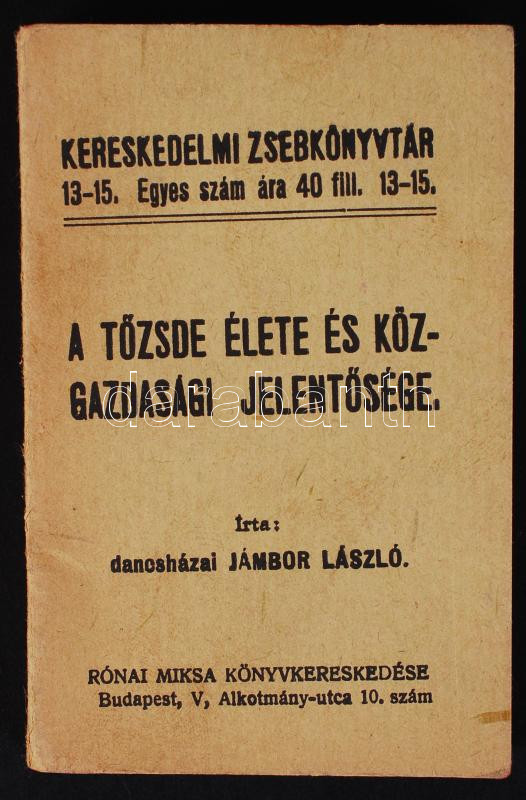 KERESKEDELMI ZSEBKÖNYVTÁR
13–15. Egyes szám ára 40 fill. 13–15.
A TŐZSDE ÉLETE ÉS KÖZ-
GAZDASÁGI JELENTŐSÉGE.
darabanth
Írta:
dancsházai JÁMBOR LÁSZLÓ.
RÓNAI MIKSA KÖNYVKERESKEDÉSE
Budapest, V, Alkotmány-utca 10. szám